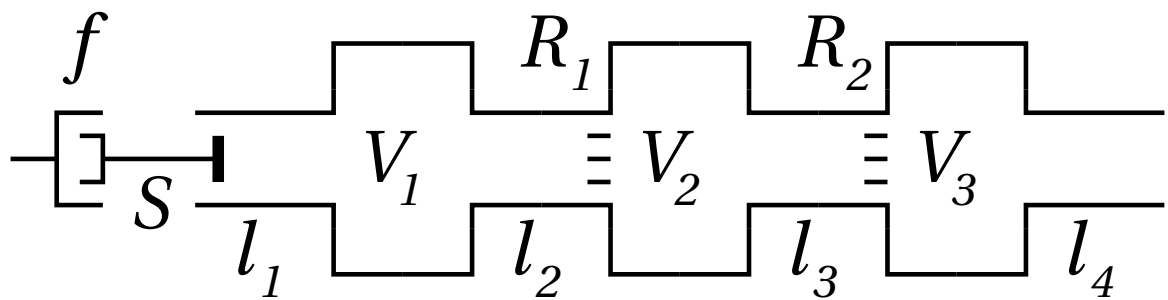 f R₁ R₂
V₁ V₂ V₃
S
l₁ l₂ l₃ l₄